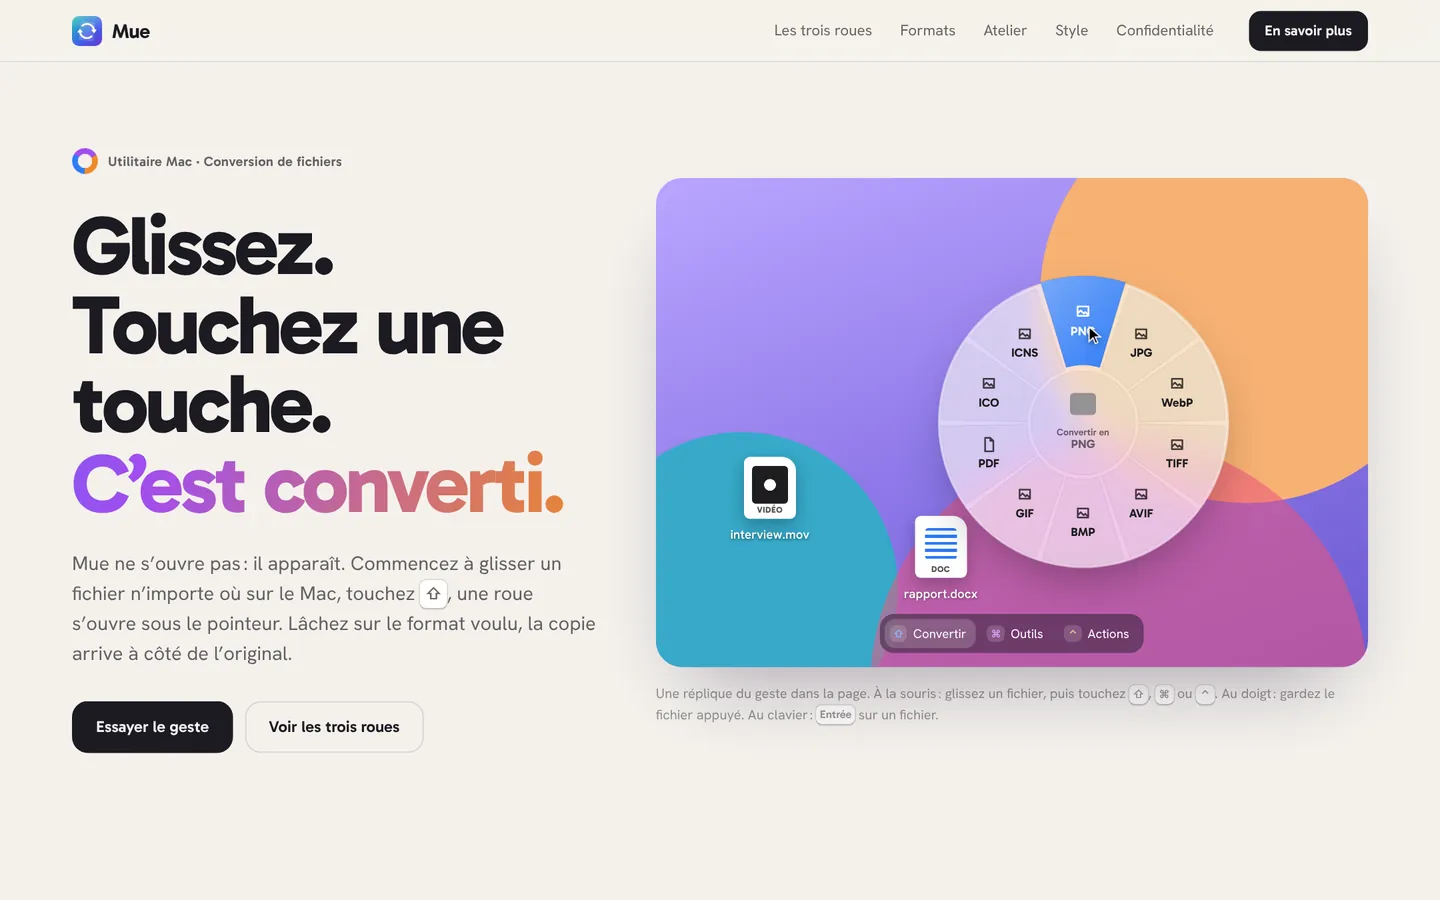 Mue
Les trois roues
Formats
Atelier
Style
Confidentialité
En savoir plus
Utilitaire Mac · Conversion de fichiers
Glissez.
Touchez une
touche.
C’est converti.
Mue ne s’ouvre pas : il apparaît. Commencez à glisser un
fichier n’importe où sur le Mac, touchez ⇧, une roue
s’ouvre sous le pointeur. Lâchez sur le format voulu, la copie
arrive à côté de l’original.
Essayer le geste
Voir les trois roues
PNG
JPG
WebP
TIFF
AVIF
BMP
GIF
PDF
ICO
ICNS
Convertir en
PNG
VIDÉO
interview.mov
DOC
rapport.docx
⇧ Convertir
⌘ Outils
⌃ Actions
Une réplique du geste dans la page. À la souris : glissez un fichier, puis touchez ⇧, ⌘ ou ⌃. Au doigt : gardez le
fichier appuyé. Au clavier : Entrée sur un fichier.